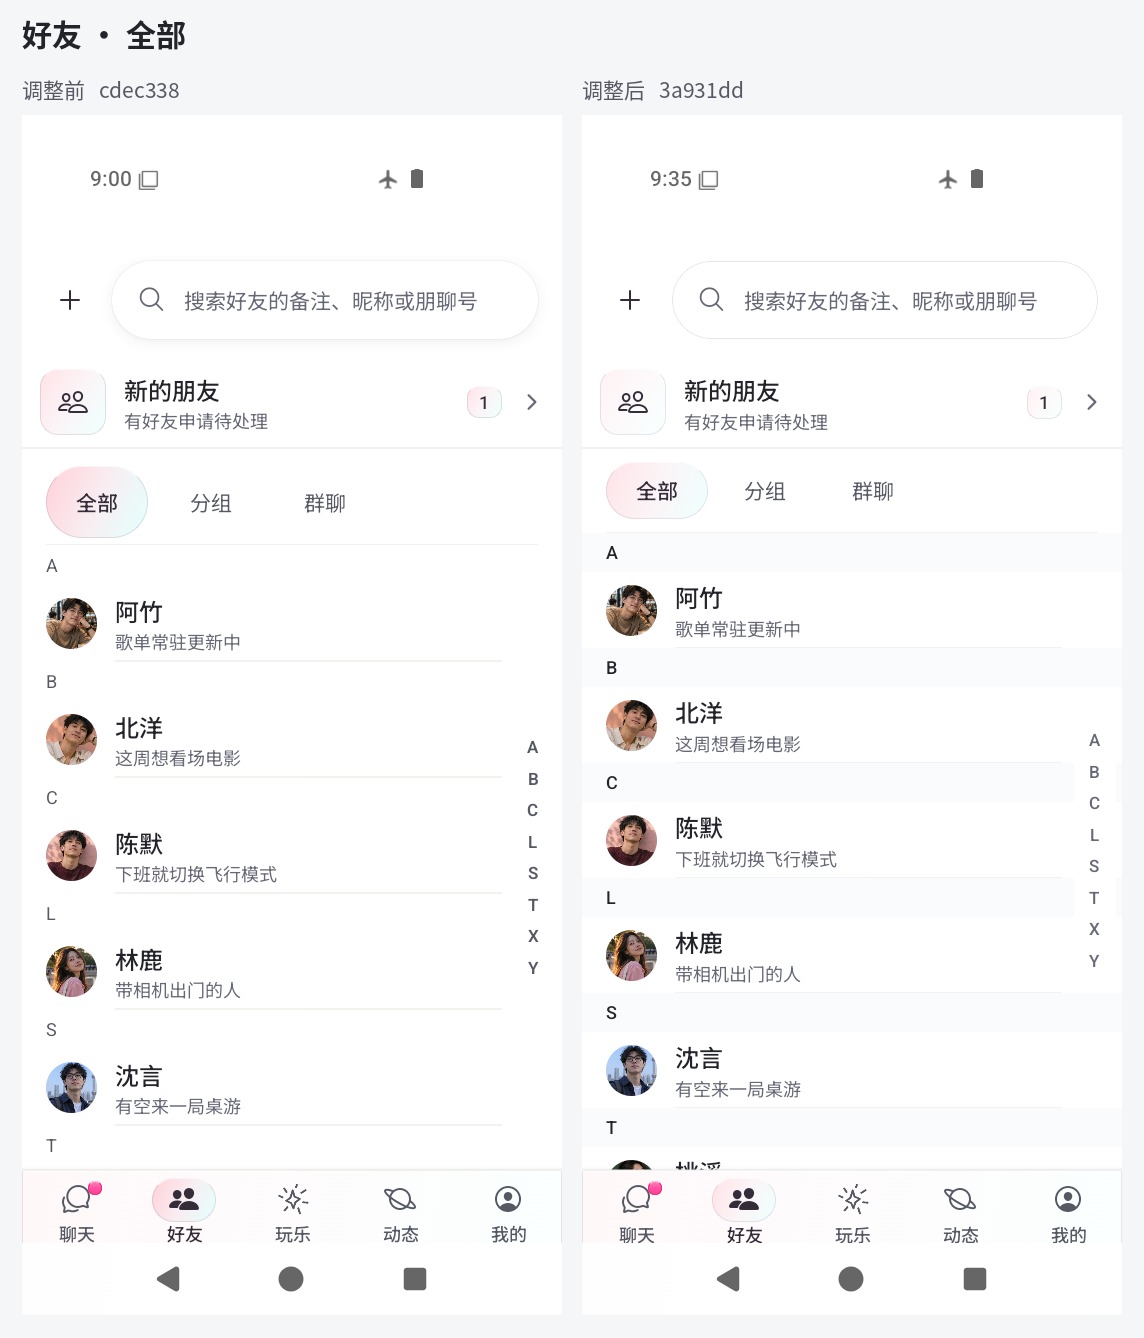 好友 · 全部
调整前 cdec338
9:00
搜索好友的备注、昵称或朋聊号
新的朋友
有好友申请待处理
1
全部 分组 群聊
A
阿竹
歌单常驻更新中
B
北洋
这周想看场电影
C
陈默
下班就切换飞行模式
L
林鹿
带相机出门的人
S
沈言
有空来一局桌游
T
A
B
C
L
S
T
X
Y
聊天 好友 玩乐 动态 我的
调整后 3a931dd
9:35
搜索好友的备注、昵称或朋聊号
新的朋友
有好友申请待处理
1
全部 分组 群聊
A
阿竹
歌单常驻更新中
B
北洋
这周想看场电影
C
陈默
下班就切换飞行模式
L
林鹿
带相机出门的人
S
沈言
有空来一局桌游
T
A
B
C
L
S
T
X
Y
聊天 好友 玩乐 动态 我的